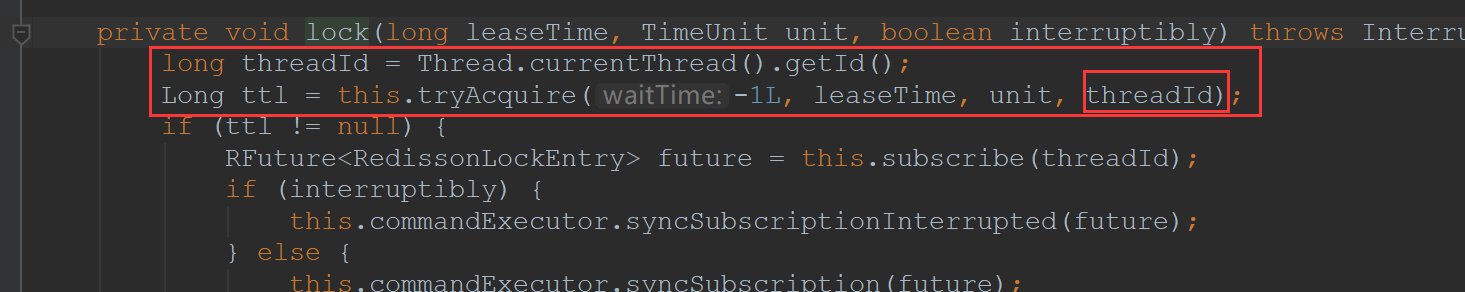 private void lock(long leaseTime, TimeUnit unit, boolean interruptibly) throws Interru
long threadId = Thread.currentThread().getId();
Long ttl = this.tryAcquire( waitTime: -1L, leaseTime, unit, threadId);
if (ttl != null) {
RFuture<RedissonLockEntry> future = this.subscribe(threadId);
if (interruptibly) {
this.commandExecutor.syncSubscriptionInterrupted(future);
} else {
this.commandExecutor.syncSubscription(future);